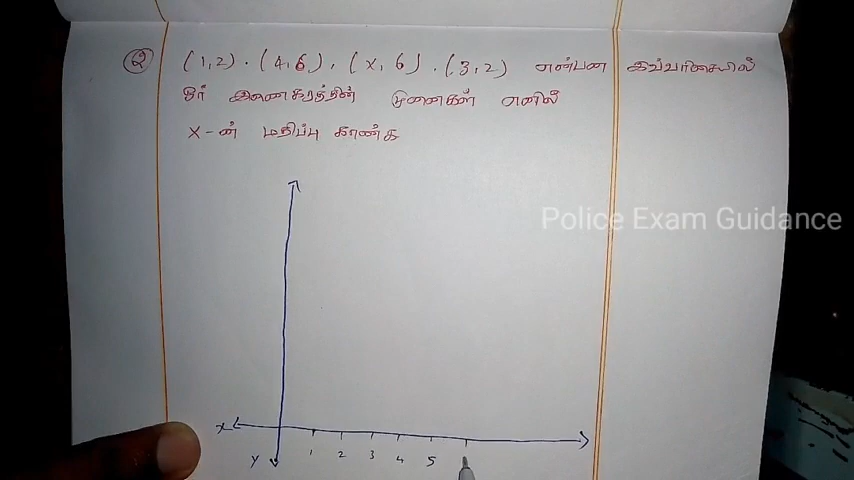 ② (1,2) . (4,6), (x, 6) . (3,2) என்பன இவ்வரிசையில்
ஓர் இணைகரத்தின் முனைகள் எனில்
x-ன் மதிப்பு காண்க
Police Exam Guidance
x
y 1 2 3 4 5